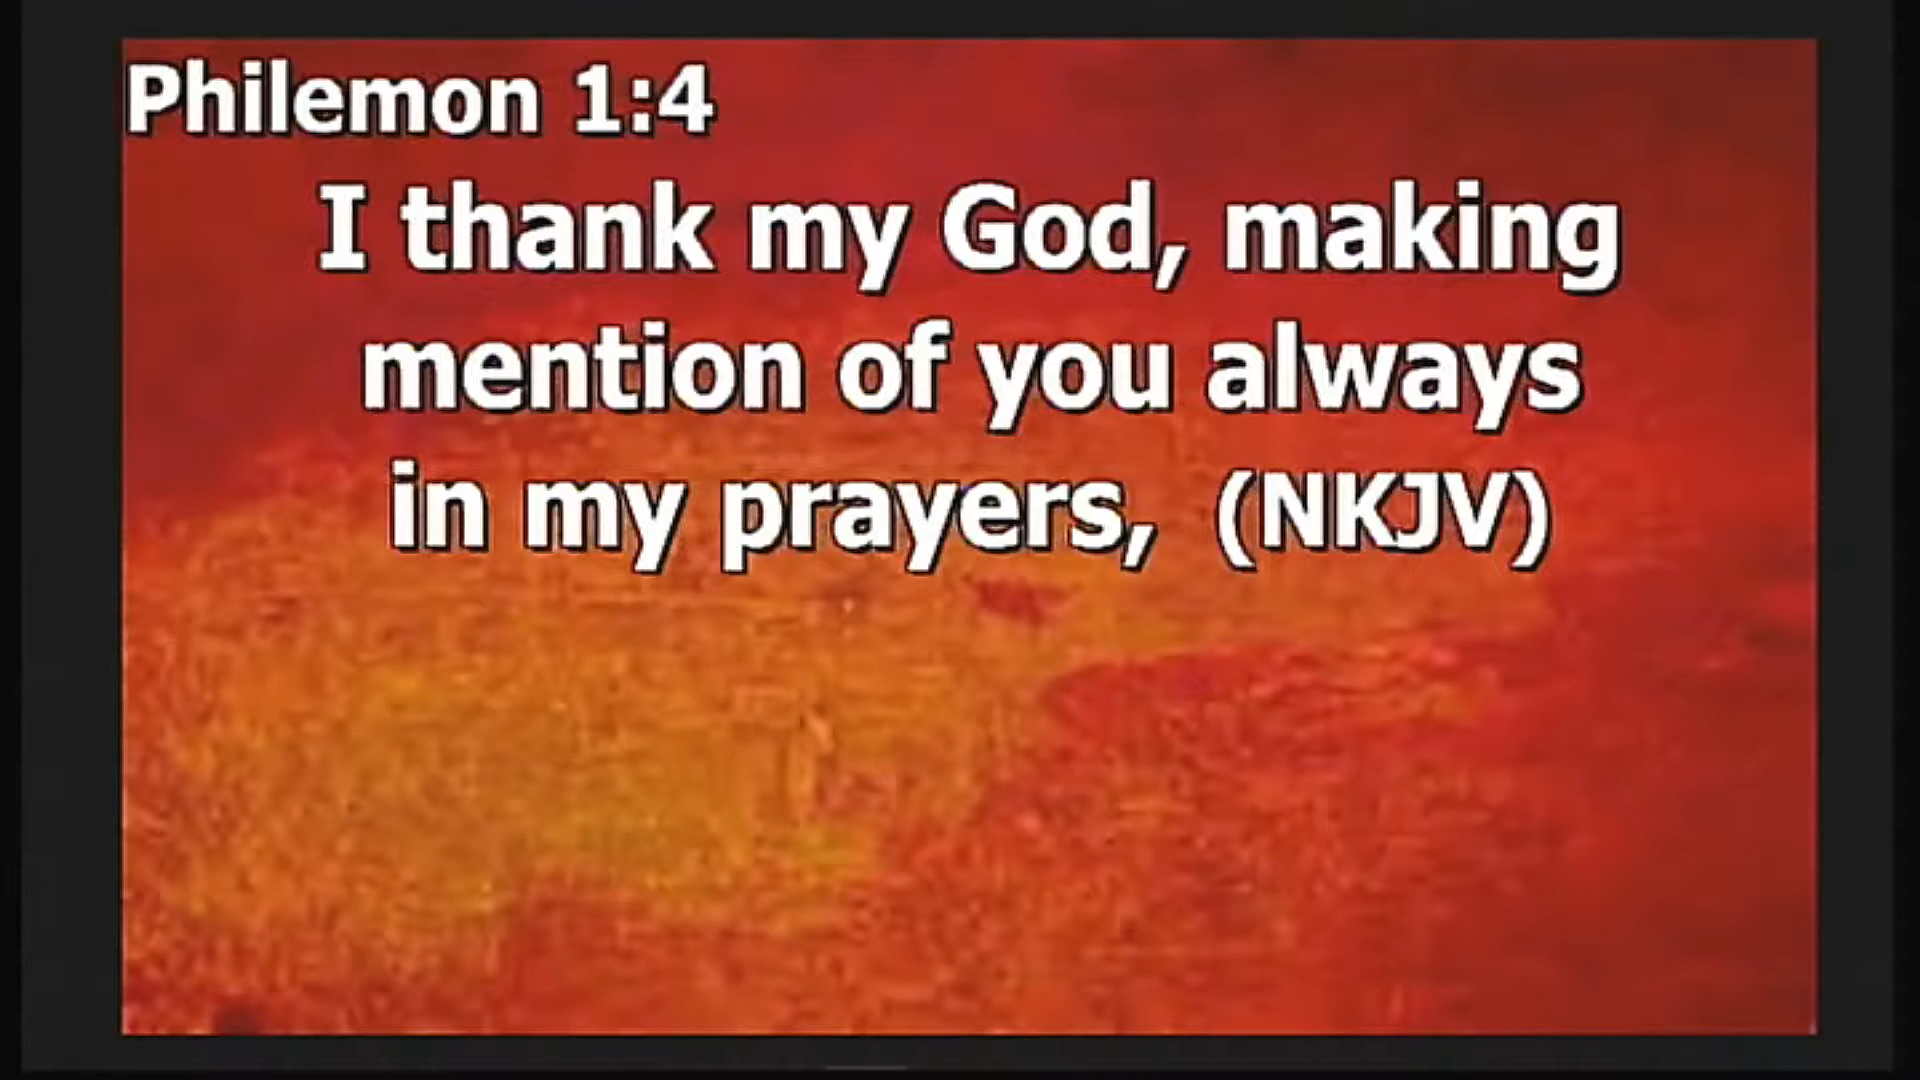 Philemon 1:4
I thank my God, making
mention of you always
in my prayers, (NKJV)